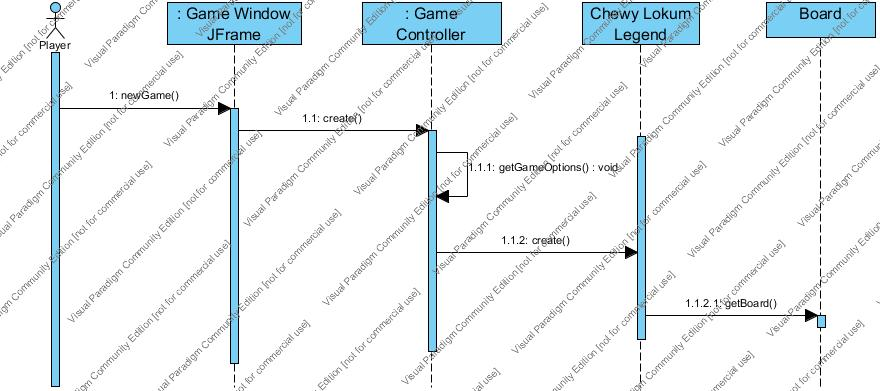 : Game Window
JFrame
: Game
Controller
Chewy Lokum
Legend
Board
Player
1: newGame()
1.1: create()
1.1.1: getGameOptions() : void
1.1.2: create()
1.1.2.1: getBoard()
Visual Paradigm Community Edition [not for commercial use]